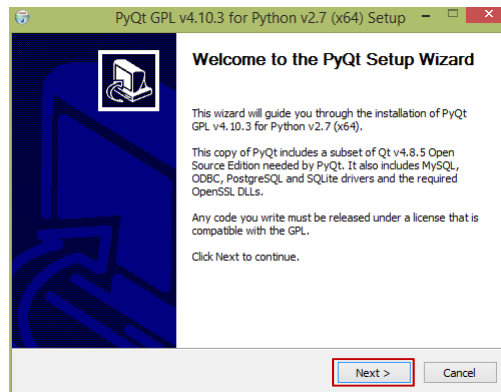 PyQt GPL v4.10.3 for Python v2.7 (x64) Setup
Welcome to the PyQt Setup Wizard
This wizard will guide you through the installation of PyQt
GPL v4.10.3 for Python v2.7 (x64).
This copy of PyQt includes a subset of Qt v4.8.5 Open
Source Edition needed by PyQt. It also includes MySQL,
ODBC, PostgreSQL and SQLite drivers and the required
OpenSSL DLLs.
Any code you write must be released under a license that is
compatible with the GPL.
Click Next to continue.
Next > Cancel